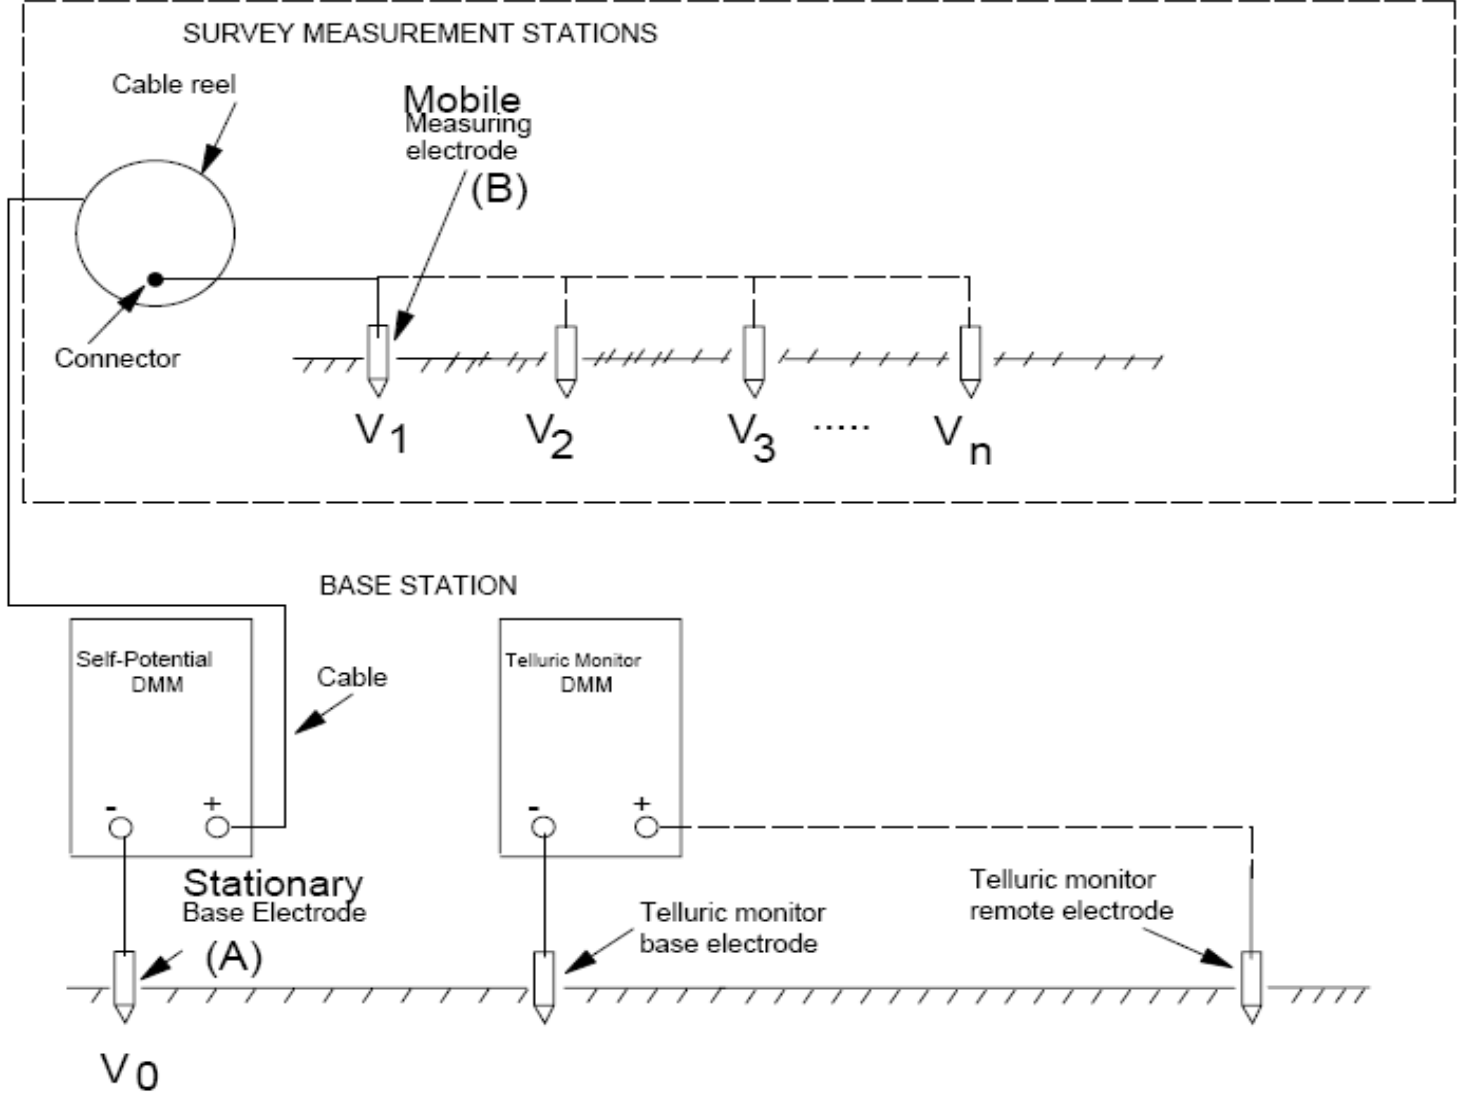 SURVEY MEASUREMENT STATIONS
Cable reel
Mobile
Measuring
electrode
(B)
Connector
V1 V2 V3 ..... Vn
BASE STATION
Self-Potential
DMM
Cable
Telluric Monitor
DMM
- +
- +
Stationary
Base Electrode
(A)
Telluric monitor
base electrode
Telluric monitor
remote electrode
V0